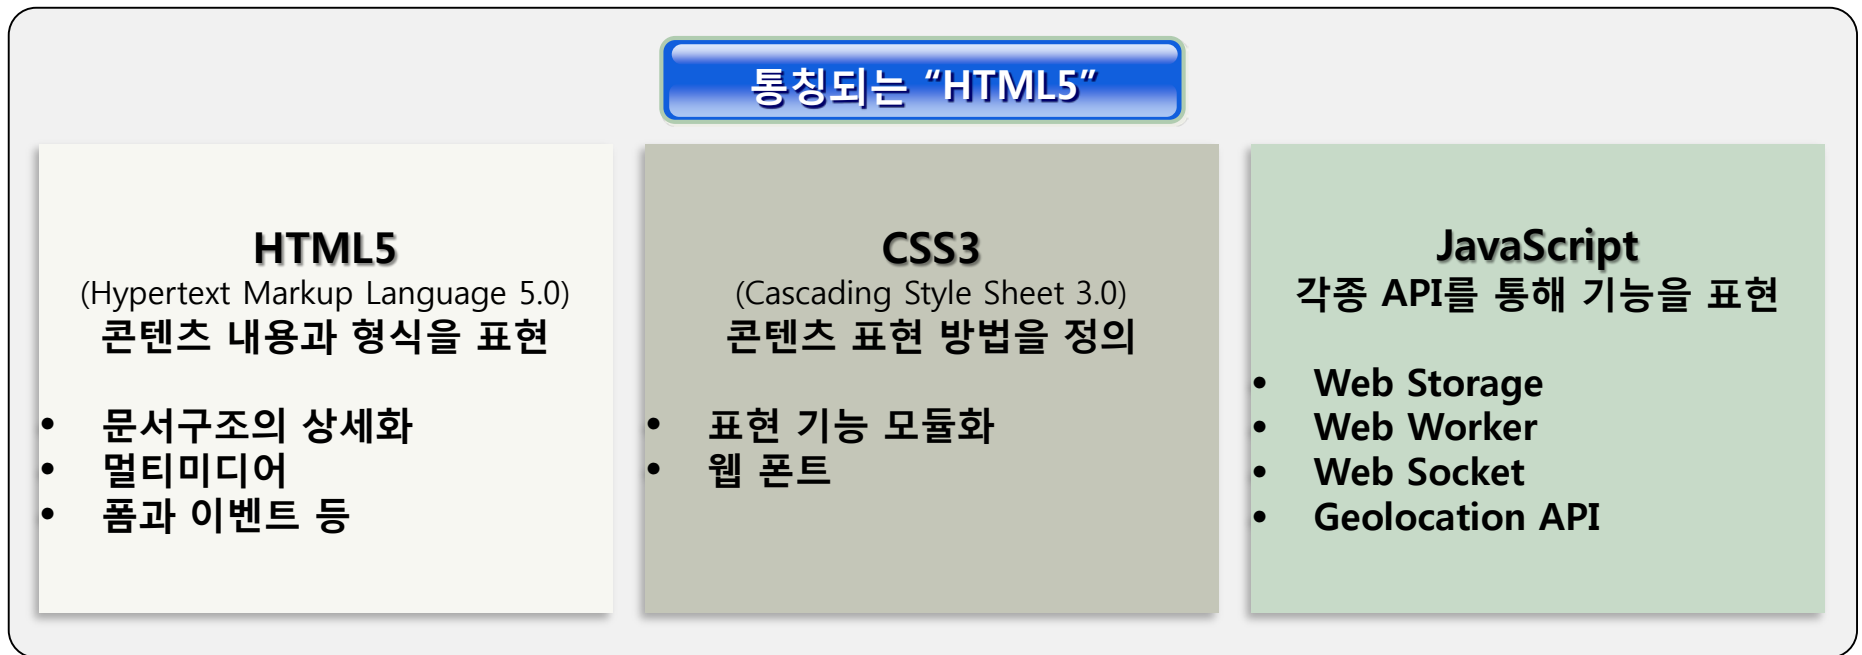 통칭되는 “HTML5”
HTML5
(Hypertext Markup Language 5.0)
콘텐츠 내용과 형식을 표현
• 문서구조의 상세화
• 멀티미디어
• 폼과 이벤트 등
CSS3
(Cascading Style Sheet 3.0)
콘텐츠 표현 방법을 정의
• 표현 기능 모듈화
• 웹 폰트
JavaScript
각종 API를 통해 기능을 표현
• Web Storage
• Web Worker
• Web Socket
• Geolocation API